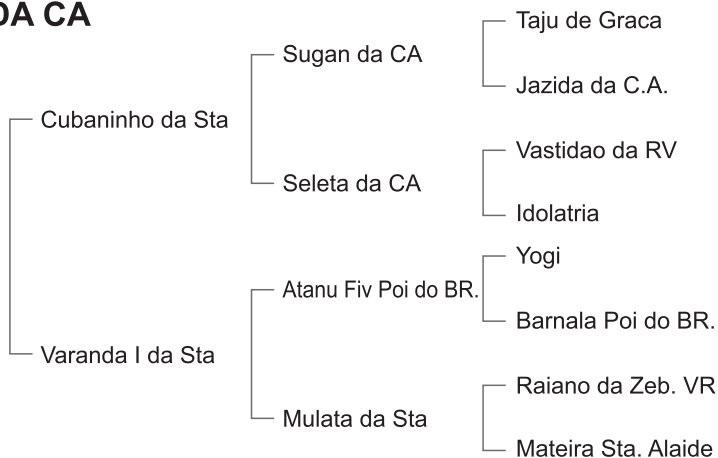 DA CA
Taju de Graca
Sugan da CA
Jazida da C.A.
Cubaninho da Sta
Vastidao da RV
Seleta da CA
Idolatria
Yogi
Atanu Fiv Poi do BR.
Barnala Poi do BR.
Varanda I da Sta
Raiano da Zeb. VR
Mulata da Sta
Mateira Sta. Alaide